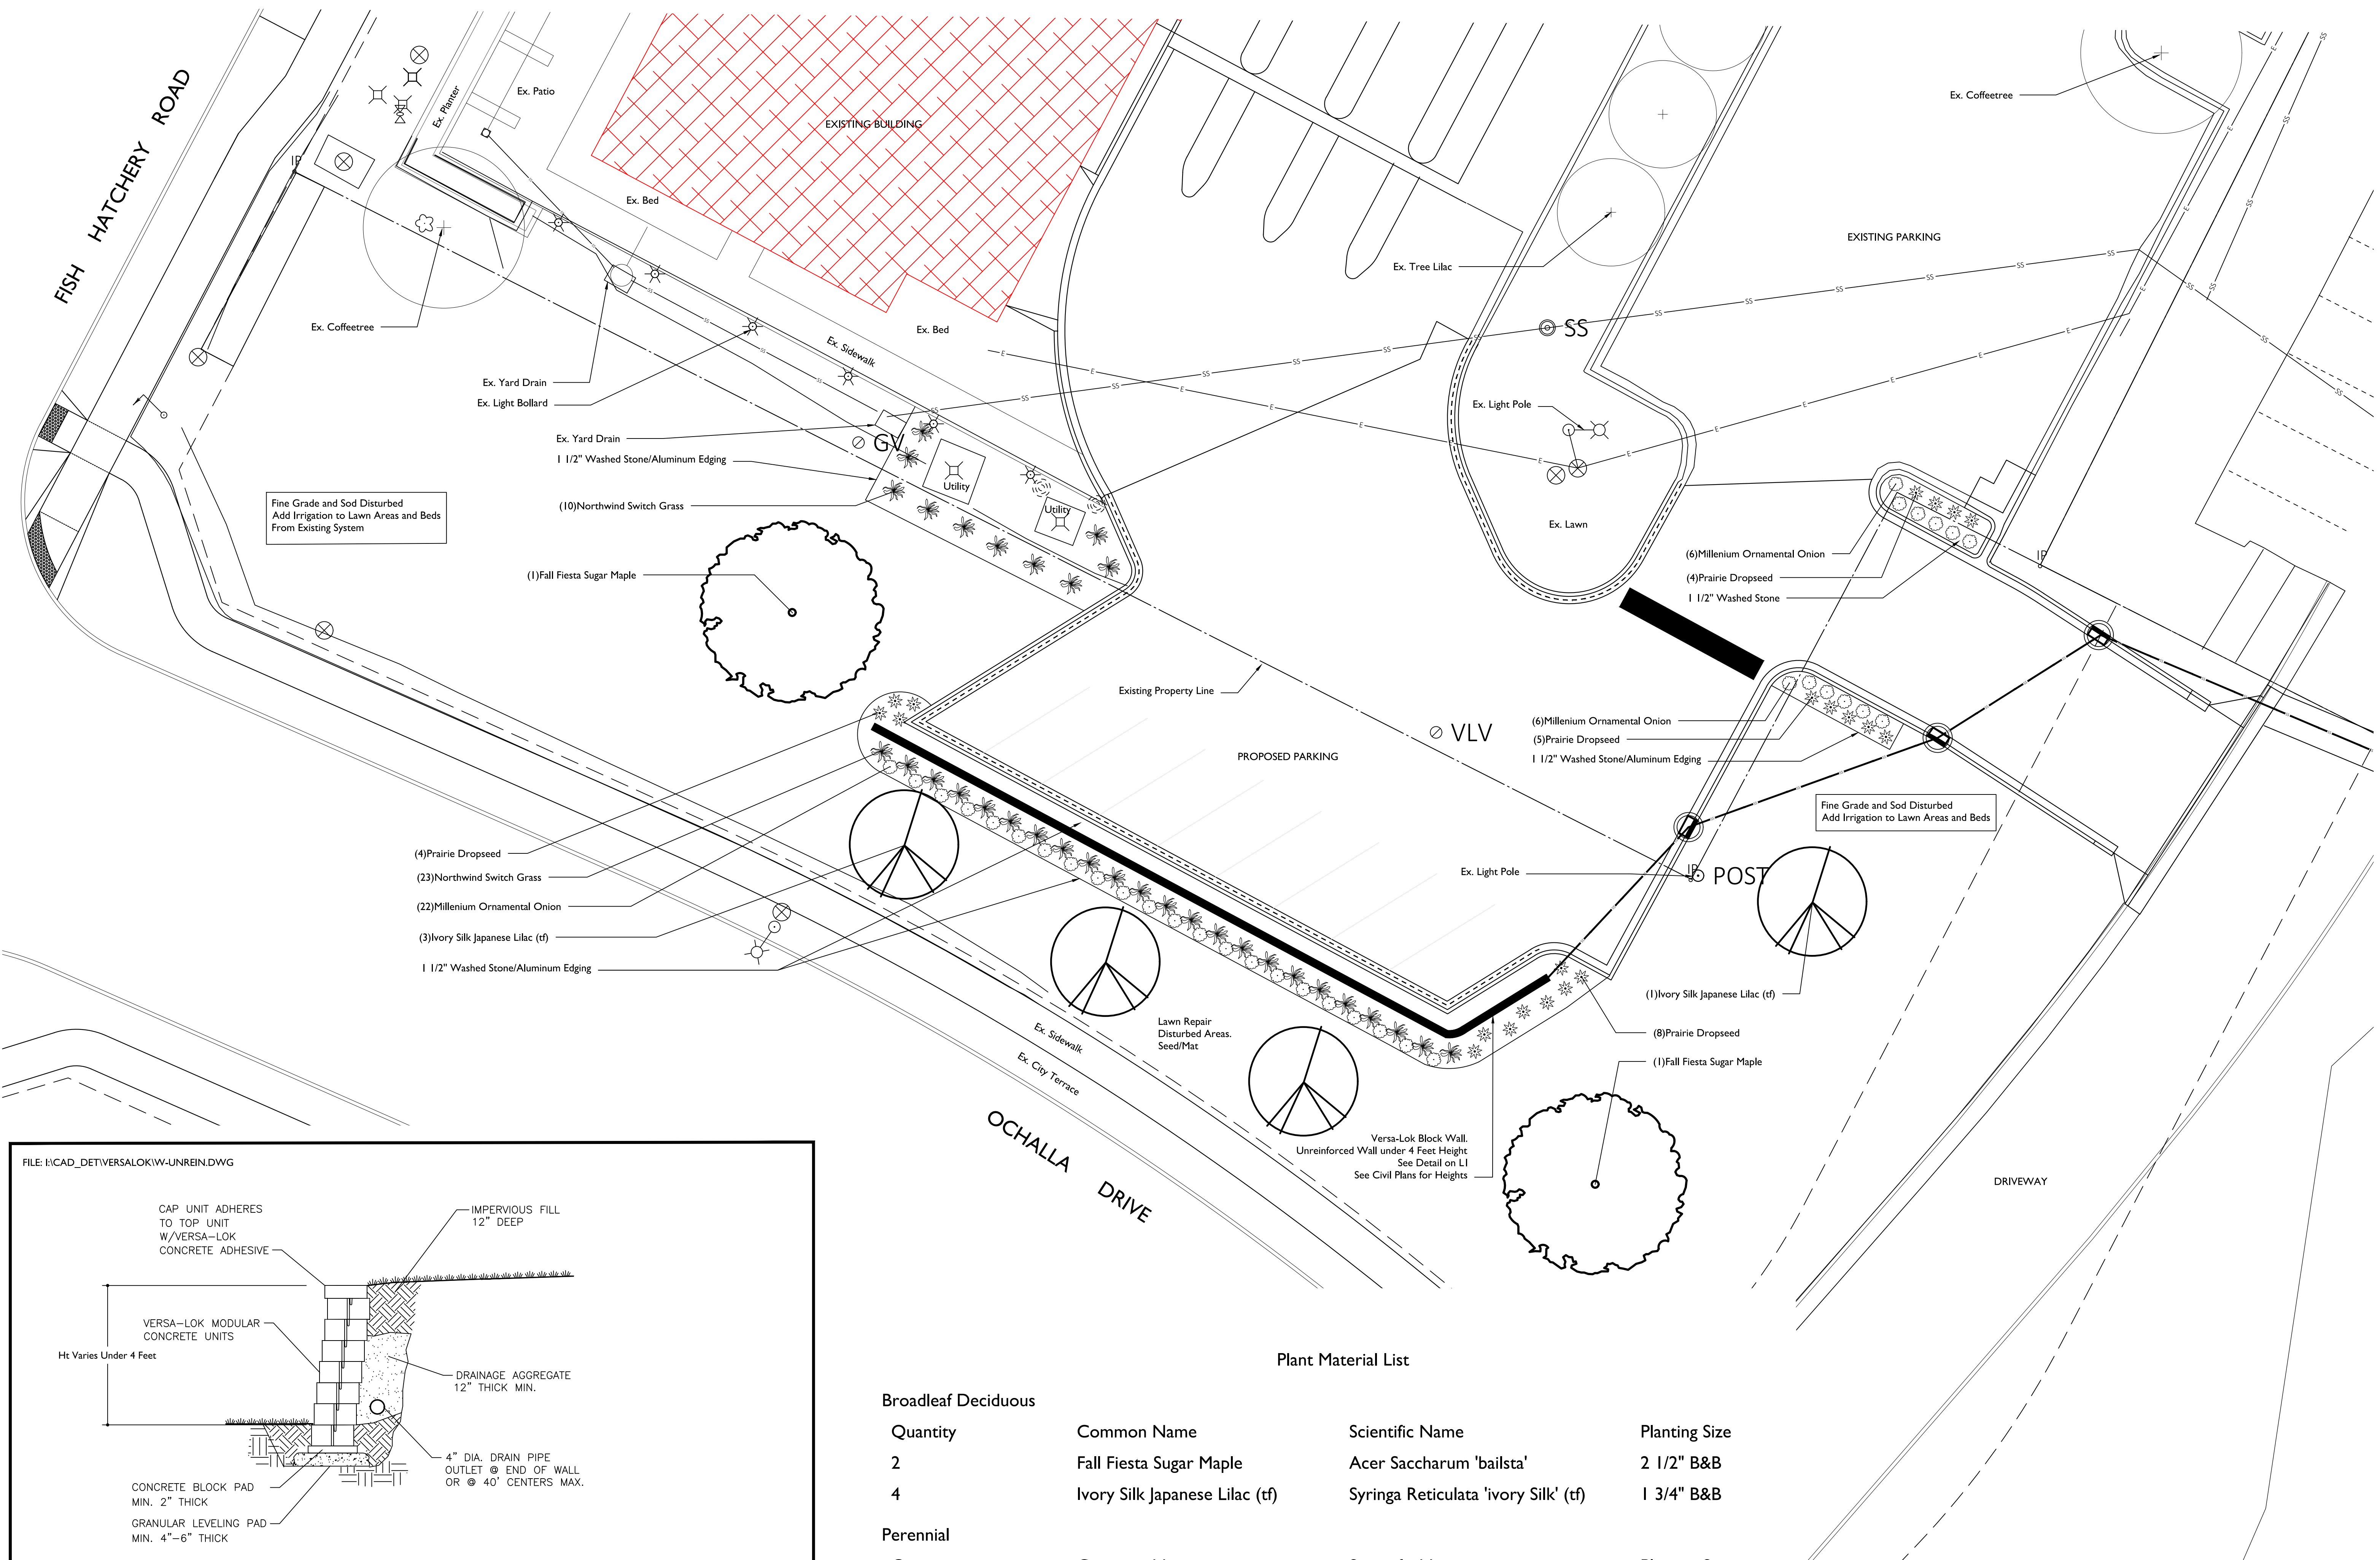 FISH HATCHERY ROAD
IP
Ex. Planter
Ex. Patio
EXISTING BUILDING
Ex. Bed
Ex. Coffeetree
Ex. Coffeetree
Ex. Tree Lilac
EXISTING PARKING
Ex. Bed
Ex. Sidewalk
SS
Ex. Yard Drain
Ex. Light Bollard
Ex. Light Pole
Ex. Yard Drain
GV
1 1/2" Washed Stone/Aluminum Edging
Utility
(10)Northwind Switch Grass
Utility
Ex. Lawn
Fine Grade and Sod Disturbed
Add Irrigation to Lawn Areas and Beds
From Existing System
(1)Fall Fiesta Sugar Maple
(6)Millenium Ornamental Onion
(4)Prairie Dropseed
1 1/2" Washed Stone
IP
Existing Property Line
VLV
PROPOSED PARKING
(6)Millenium Ornamental Onion
(5)Prairie Dropseed
1 1/2" Washed Stone/Aluminum Edging
Fine Grade and Sod Disturbed
Add Irrigation to Lawn Areas and Beds
(4)Prairie Dropseed
(23)Northwind Switch Grass
(22)Millenium Ornamental Onion
(3)Ivory Silk Japanese Lilac (tf)
1 1/2" Washed Stone/Aluminum Edging
Ex. Light Pole
IP
POST
(1)Ivory Silk Japanese Lilac (tf)
(8)Prairie Dropseed
(1)Fall Fiesta Sugar Maple
Lawn Repair
Disturbed Areas.
Seed/Mat
Ex. Sidewalk
Ex. City Terrace
OCHALLA DRIVE
Versa-Lok Block Wall.
Unreinforced Wall under 4 Feet Height
See Detail on L1
See Civil Plans for Heights
DRIVEWAY
FILE: I:\CAD_DET\VERSALOK\W-UNREIN.DWG
CAP UNIT ADHERES
TO TOP UNIT
W/VERSA-LOK
CONCRETE ADHESIVE
IMPERVIOUS FILL
12" DEEP
VERSA-LOK MODULAR
CONCRETE UNITS
Ht Varies Under 4 Feet
DRAINAGE AGGREGATE
12" THICK MIN.
4" DIA. DRAIN PIPE
OUTLET @ END OF WALL
OR @ 40' CENTERS MAX.
CONCRETE BLOCK PAD
MIN. 2" THICK
GRANULAR LEVELING PAD
MIN. 4"-6" THICK
Plant Material List
Broadleaf Deciduous
Quantity Common Name Scientific Name Planting Size
2 Fall Fiesta Sugar Maple Acer Saccharum 'bailsta' 2 1/2" B&B
4 Ivory Silk Japanese Lilac (tf) Syringa Reticulata 'ivory Silk' (tf) 1 3/4" B&B
Perennial